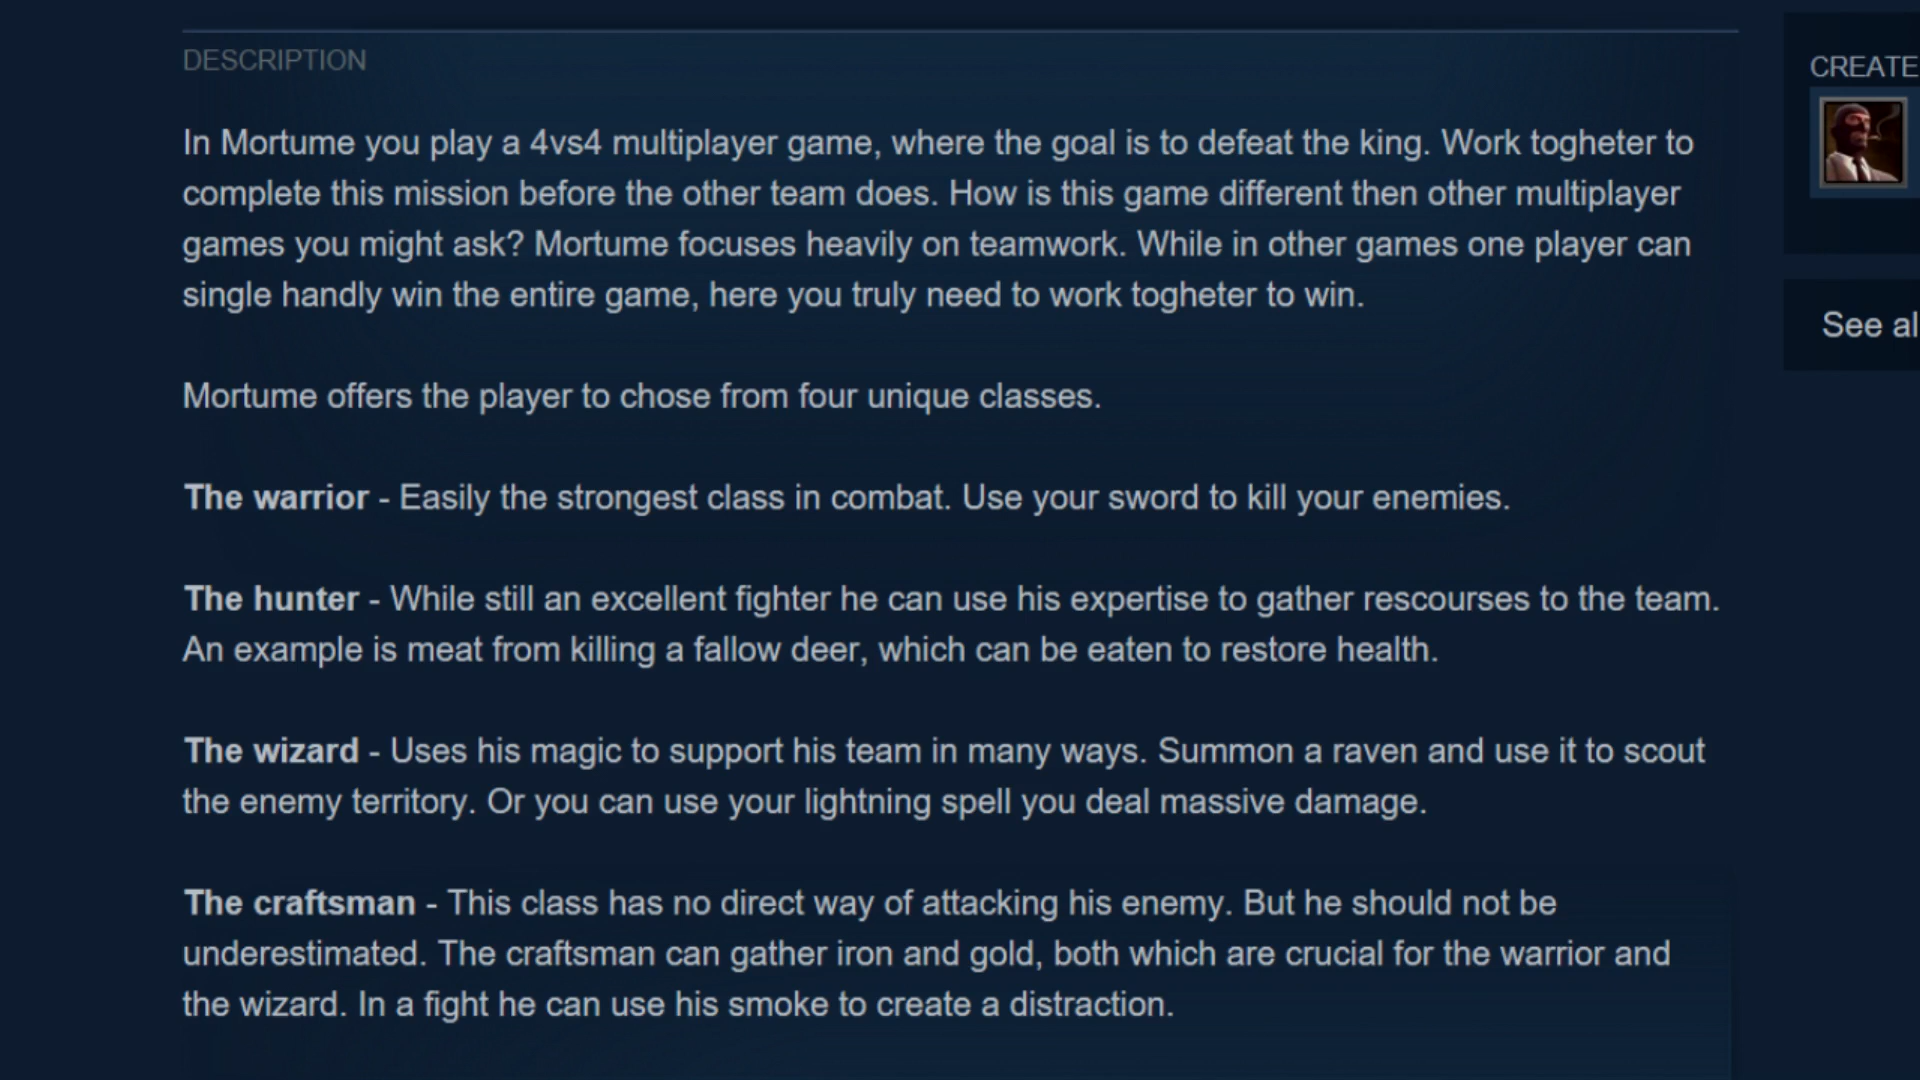 DESCRIPTION
CREATE
In Mortume you play a 4vs4 multiplayer game, where the goal is to defeat the king. Work togheter to
complete this mission before the other team does. How is this game different then other multiplayer
games you might ask? Mortume focuses heavily on teamwork. While in other games one player can
single handly win the entire game, here you truly need to work togheter to win.
See al
Mortume offers the player to chose from four unique classes.
The warrior - Easily the strongest class in combat. Use your sword to kill your enemies.
The hunter - While still an excellent fighter he can use his expertise to gather rescourses to the team.
An example is meat from killing a fallow deer, which can be eaten to restore health.
The wizard - Uses his magic to support his team in many ways. Summon a raven and use it to scout
the enemy territory. Or you can use your lightning spell you deal massive damage.
The craftsman - This class has no direct way of attacking his enemy. But he should not be
underestimated. The craftsman can gather iron and gold, both which are crucial for the warrior and
the wizard. In a fight he can use his smoke to create a distraction.